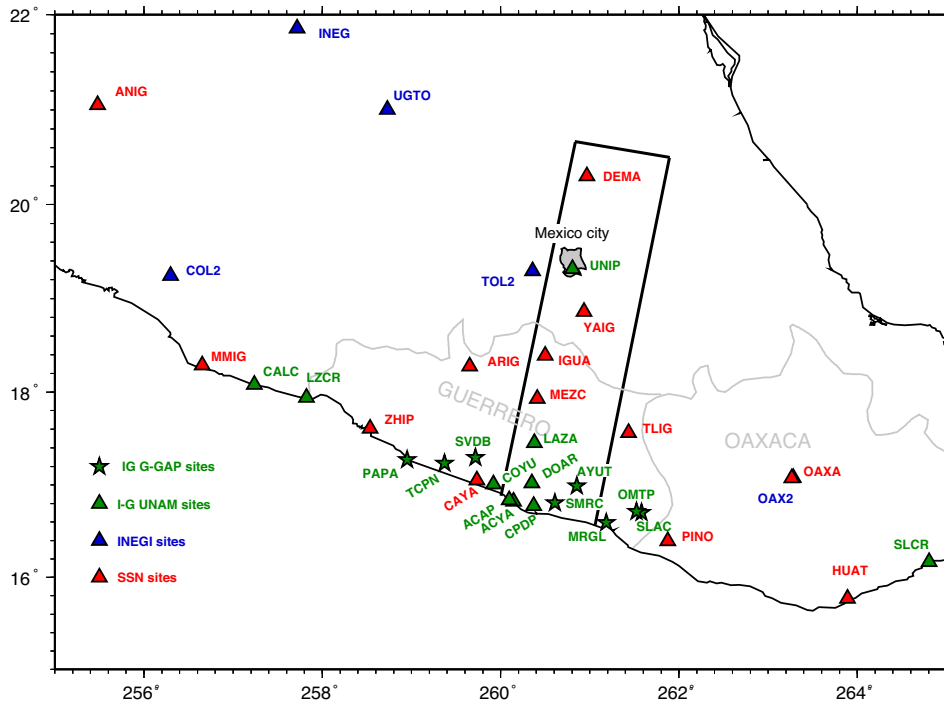 22°
INEG
ANIG
UGTO
20°
DEMA
Mexico city
UNIP
COL2
TOL2
YAIG
MMIG
ARIG
IGUA
CALC
LZCR
MEZC
18°
GUERRERO
ZHIP
TLIG
LAZA
OAXACA
SVDB
IG G-GAP sites
PAPA
TCPN
COYU
DOAR
AYUT
OAXA
CAYA
OMTP
OAX2
I-G UNAM sites
ACAP
ACYA
CPDP
SMRC
SLAC
MRGL
PINO
INEGI sites
SLCR
16°
SSN sites
HUAT
256°
258°
260°
262°
264°